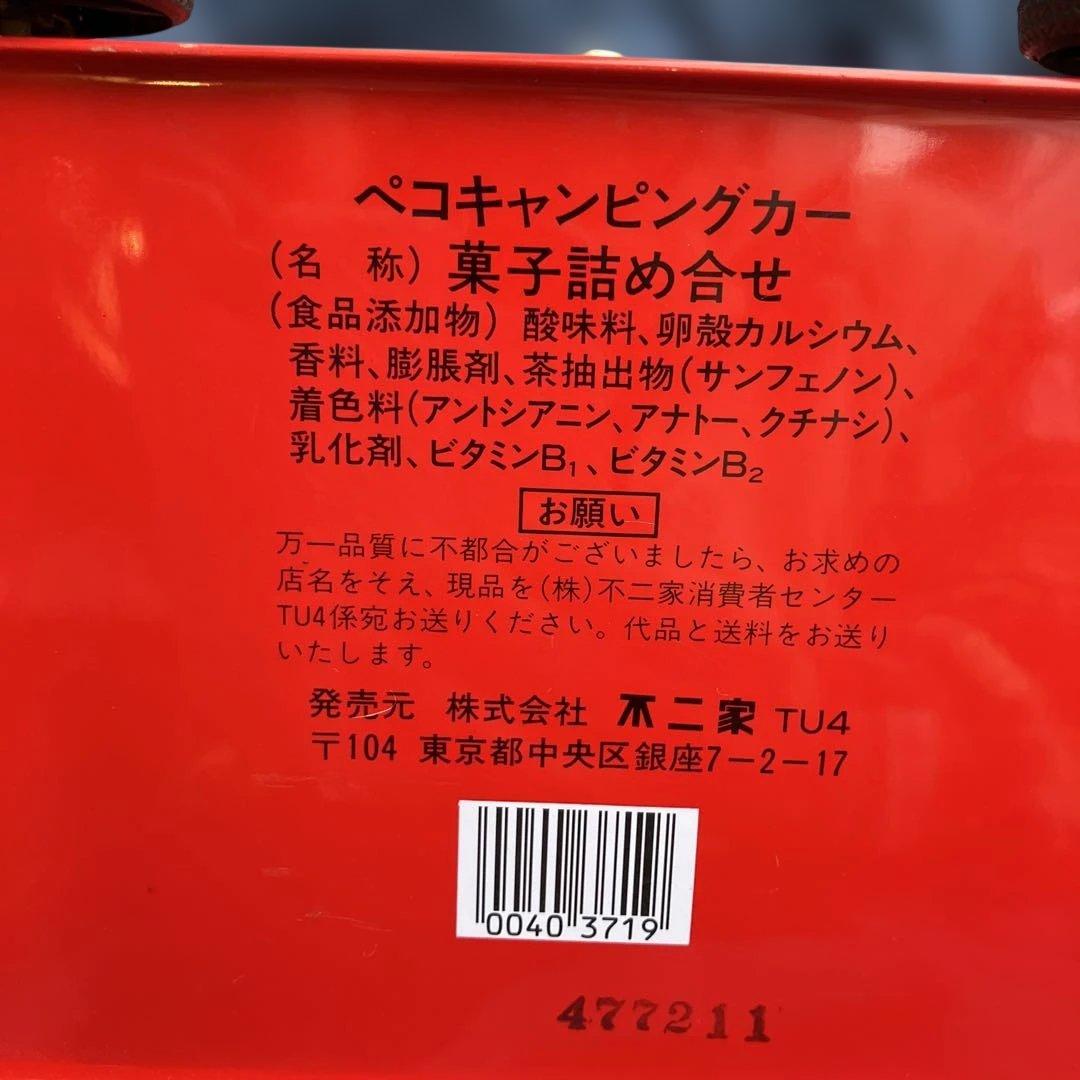 ペコキャンピングカー
(名　称) 菓子詰め合せ
(食品添加物) 酸味料、卵殻カルシウム、
香料、膨脹剤、茶抽出物(サンフェノン)、
着色料(アントシアニン、アナトー、クチナシ)、
乳化剤、ビタミンB₁、ビタミンB₂
お願い
万一品質に不都合がございましたら、お求めの
店名をそえ、現品を(株)不二家消費者センター
TU4係宛お送りください。代品と送料をお送り
いたします。
発売元　株式会社　不二家 TU4
〒104 東京都中央区銀座7－2－17
0040 3719
477211